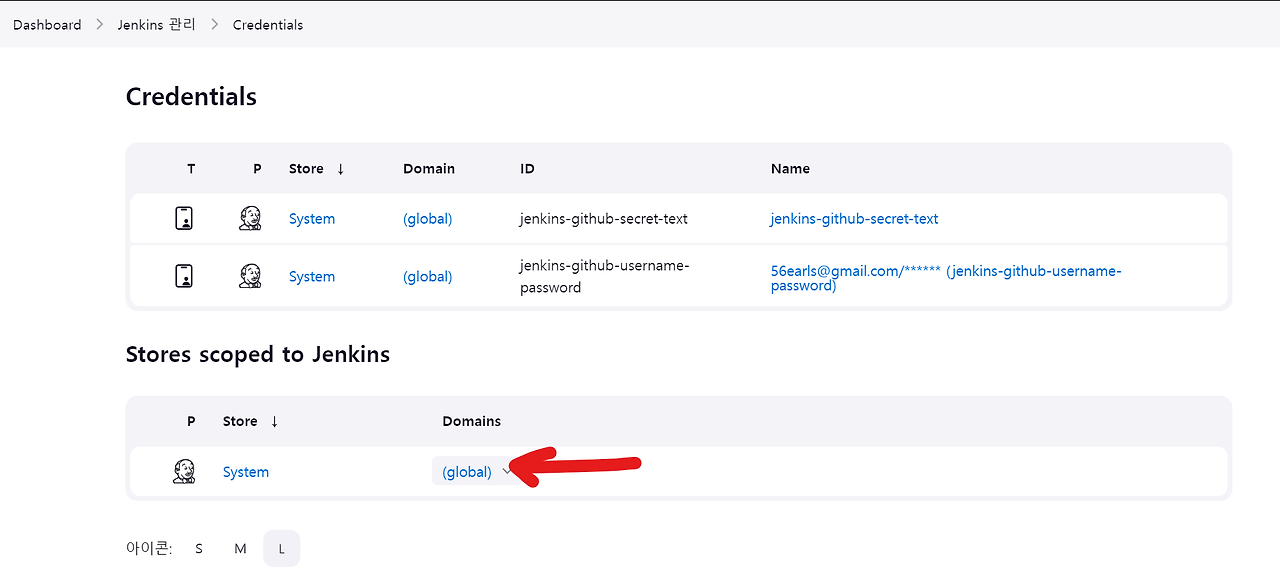 Dashboard > Jenkins 관리 > Credentials
Credentials
T P Store ↓ Domain ID Name
System (global) jenkins-github-secret-text jenkins-github-secret-text
System (global) jenkins-github-username-password 56earls@gmail.com/****** (jenkins-github-username-password)
Stores scoped to Jenkins
P Store ↓ Domains
System (global)
아이콘: S M L